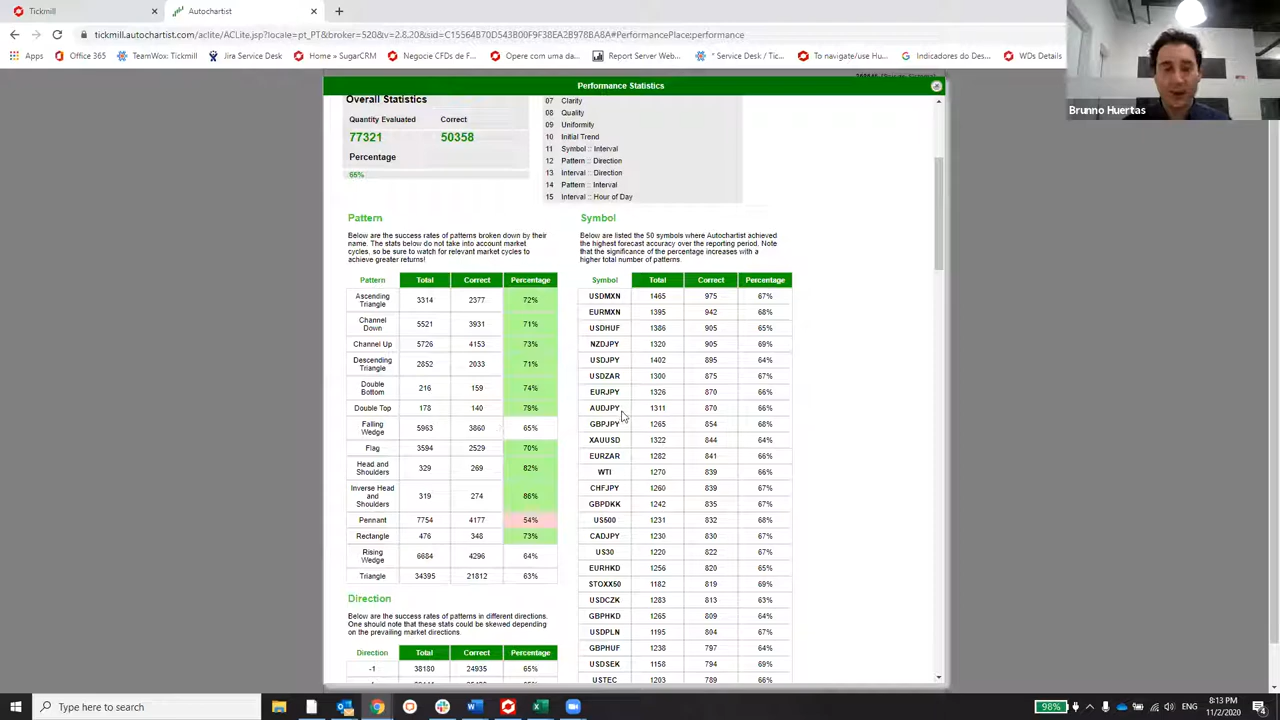 Tickmill
Autochartist
tickmill.autochartist.com/aclite/ACLite.jsp?locale=pt_PT&broker=520&v=2.8.20&sid=C15564B70D543B00F9F38EA2B978BA8A#PerformancePlace:performance
Apps
Office 365
TeamWox: Tickmill
Jira Service Desk
Home » SugarCRM
Negocie CFDs de F...
Opere com uma da...
Report Server Web...
* Service Desk / Tic...
To navigate/use Hu...
Indicadores do Des...
WDs Details
Brunno Huertas
Performance Statistics
Overall Statistics
Quantity Evaluated Correct
77321 50358
Percentage
65%
07 Clarity
08 Quality
09 Uniformity
10 Initial Trend
11 Symbol :: Interval
12 Pattern :: Direction
13 Interval :: Direction
14 Pattern :: Interval
15 Interval :: Hour of Day
Pattern
Below are the success rates of patterns broken down by their
name. The stats below do not take into account market
cycles, so be sure to watch for relevant market cycles to
achieve greater returns!
Pattern Total Correct Percentage
Ascending
Triangle 3314 2377 72%
Channel
Down 5521 3931 71%
Channel Up 5726 4153 73%
Descending
Triangle 2852 2033 71%
Double
Bottom 216 159 74%
Double Top 178 140 79%
Falling
Wedge 5963 3860 65%
Flag 3594 2529 70%
Head and
Shoulders 329 269 82%
Inverse Head
and
Shoulders 319 274 86%
Pennant 7754 4177 54%
Rectangle 476 348 73%
Rising
Wedge 6684 4296 64%
Triangle 34395 21812 63%
Direction
Below are the success rates of patterns in different directions.
One should note that these stats could be skewed depending
on the prevailing market directions.
Direction Total Correct Percentage
-1 38180 24935 65%
Symbol
Below are listed the 50 symbols where Autochartist achieved
the highest forecast accuracy over the reporting period. Note
that the significance of the percentage increases with a
higher total number of patterns.
Symbol Total Correct Percentage
USDMXN 1465 975 67%
EURMXN 1395 942 68%
USDHUF 1386 905 65%
NZDJPY 1320 905 69%
USDJPY 1402 895 64%
USDZAR 1300 875 67%
EURJPY 1326 870 66%
AUDJPY 1311 870 66%
GBPJPY 1265 854 68%
XAUUSD 1322 844 64%
EURZAR 1282 841 66%
WTI 1270 839 66%
CHFJPY 1260 839 67%
GBPDKK 1242 835 67%
US500 1231 832 68%
CADJPY 1230 830 67%
US30 1220 822 67%
EURHKD 1256 820 65%
STOXX50 1182 819 69%
USDCZK 1283 813 63%
GBPHKD 1265 809 64%
USDPLN 1195 804 67%
GBPHUF 1238 797 64%
USDSEK 1158 794 69%
USTEC 1203 789 66%
Type here to search
98%
ENG
8:13 PM
11/2/2020